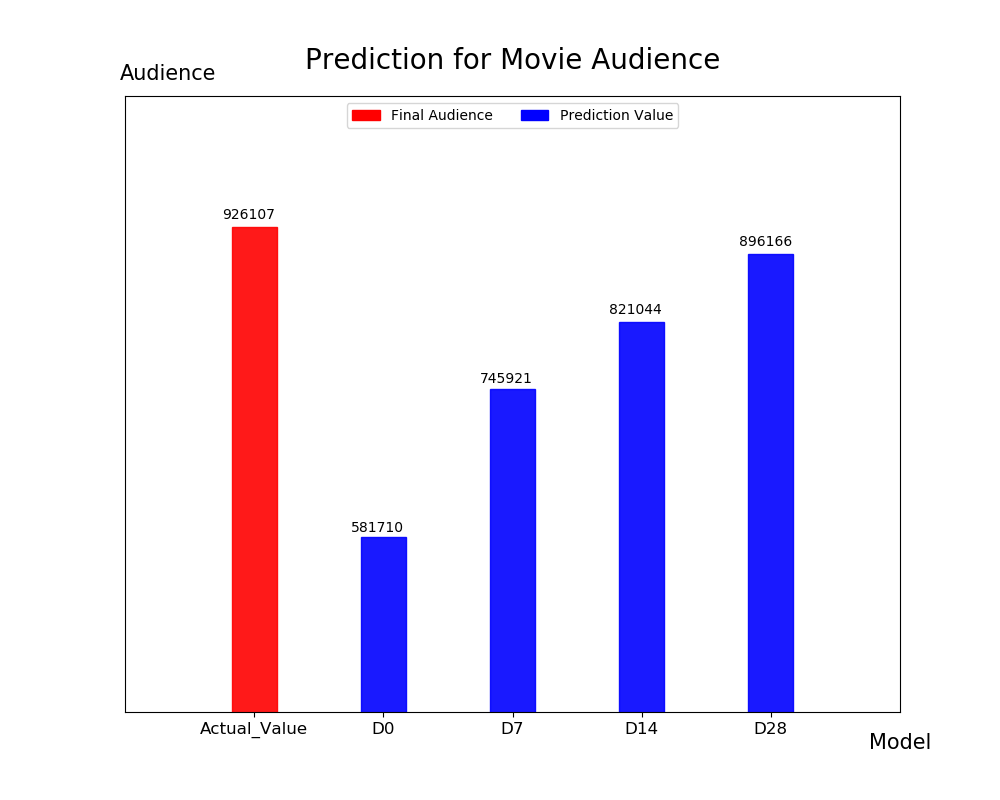 Prediction for Movie Audience
Audience
Final Audience Prediction Value
926107
896166
821044
745921
581710
Actual_Value D0 D7 D14 D28
Model